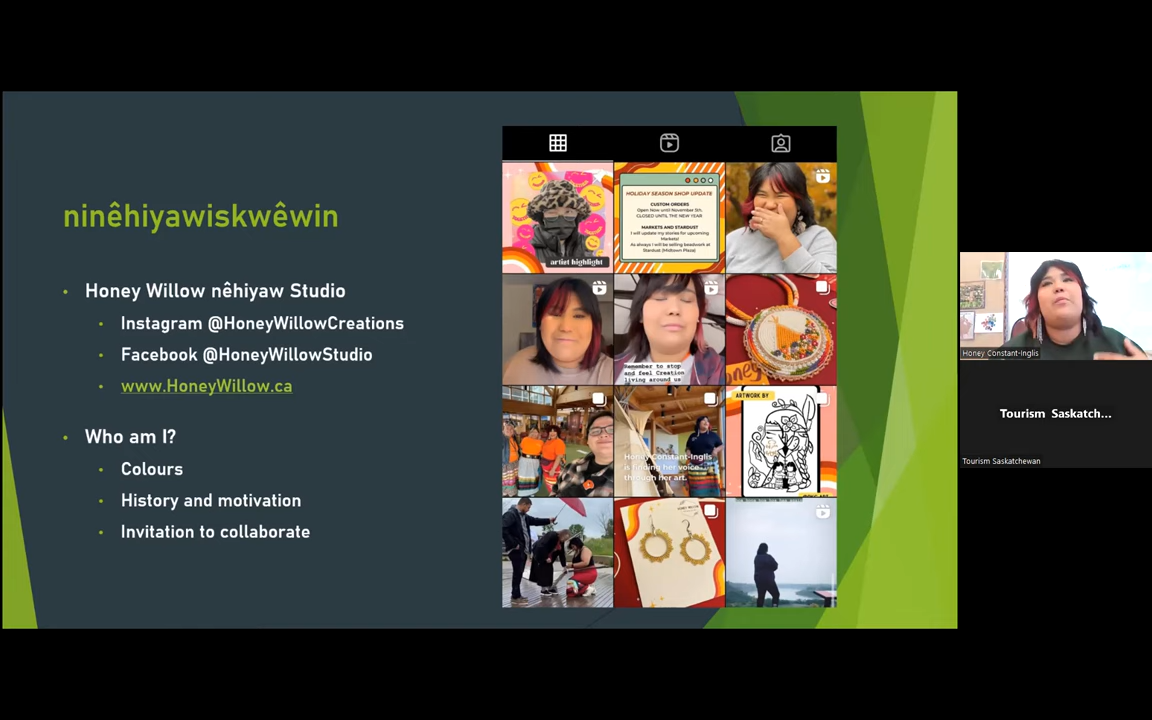 ninêhiyawiskwêwin
Honey Willow nêhiyaw Studio
Instagram @HoneyWillowCreations
Facebook @HoneyWillowStudio
www.HoneyWillow.ca
Who am I?
Colours
History and motivation
Invitation to collaborate
artist highlight
HOLIDAY SEASON SHOP UPDATE
CUSTOM ORDERS
Open Now until November 5th,
CLOSED UNTIL THE NEW YEAR
MARKETS AND STARDUST
I will update my stories for upcoming
Markets!
As always I will be selling beadwork at
Stardust (Midtown Plaza)
Remember to stop
and feel Creation
living around us
Honey Constant-Inglis
is finding her voice
through her art.
ARTWORK BY
Honey Constant-Inglis
Tourism Saskatch...
Tourism Saskatchewan